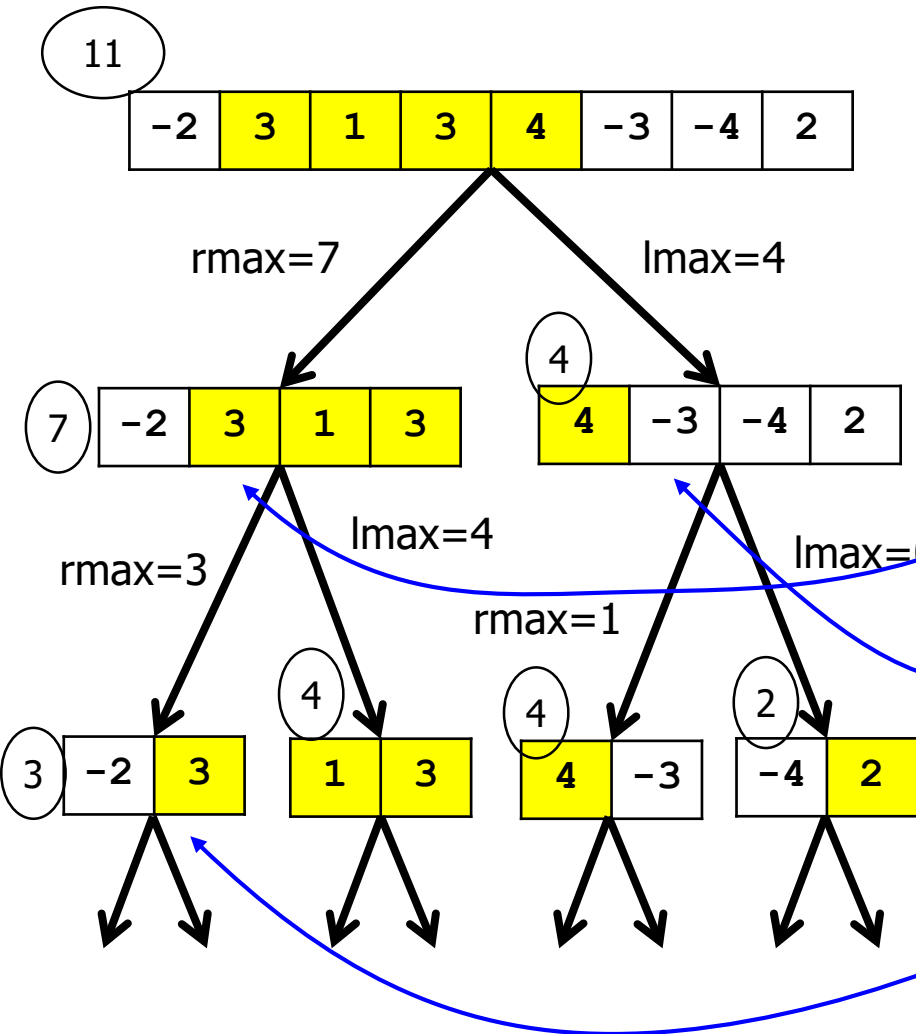 11
-2 3 1 3 4 -3 -4 2
rmax=7 lmax=4
4
7 -2 3 1 3 4 -3 -4 2
lmax=4
rmax=3 lmax=
rmax=1
4 4 2
3 -2 3 1 3 4 -3 -4 2